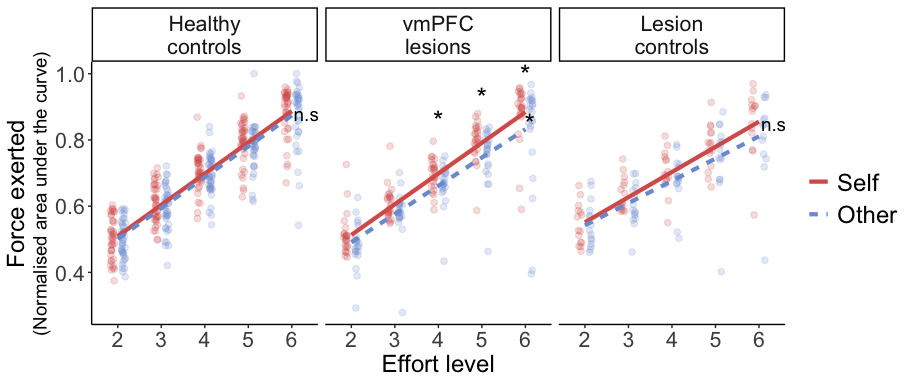 Healthy
controls
vmPFC
lesions
Lesion
controls
Force exerted
(Normalised area under the curve)
1.0
0.8
0.6
0.4
n.s
*
*
*
*
n.s
2 3 4 5 6
2 3 4 5 6
2 3 4 5 6
Effort level
Self
Other